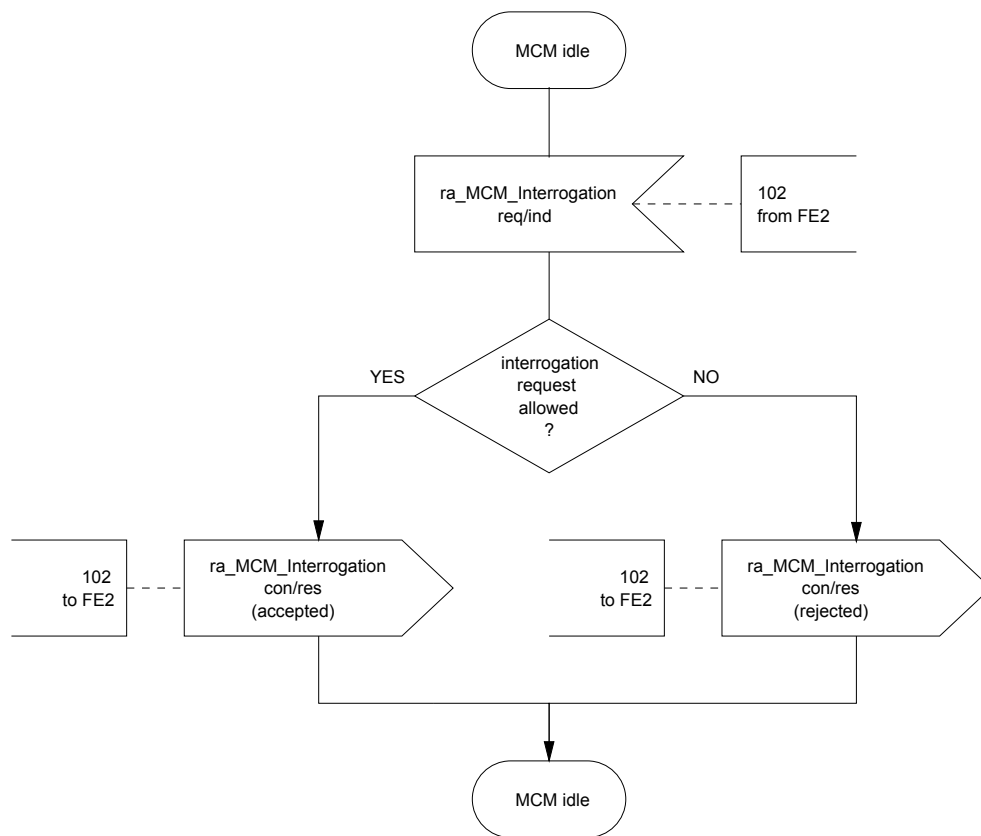 MCM idle
ra_MCM_Interrogation
req/ind
102
from FE2
interrogation
request
allowed
?
YES
NO
102
to FE2
ra_MCM_Interrogation
con/res
(accepted)
102
to FE2
ra_MCM_Interrogation
con/res
(rejected)
MCM idle